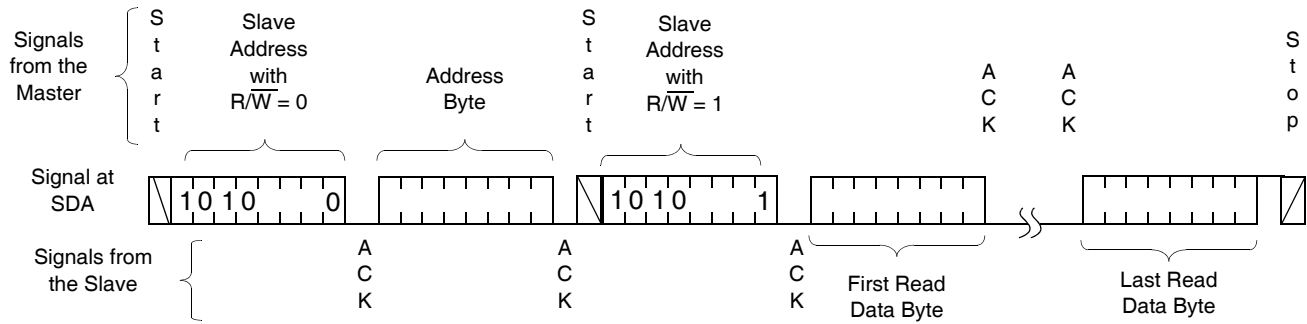 Signals
from the
Master
S
t
a
r
t
Slave
Address
with
R/W̅ = 0
Address
Byte
S
t
a
r
t
Slave
Address
with
R/W̅ = 1
A
C
K
A
C
K
S
t
o
p
Signal at
SDA
1 0 1 0 0
1 0 1 0 1
Signals from
the Slave
A
C
K
A
C
K
A
C
K
First Read
Data Byte
Last Read
Data Byte